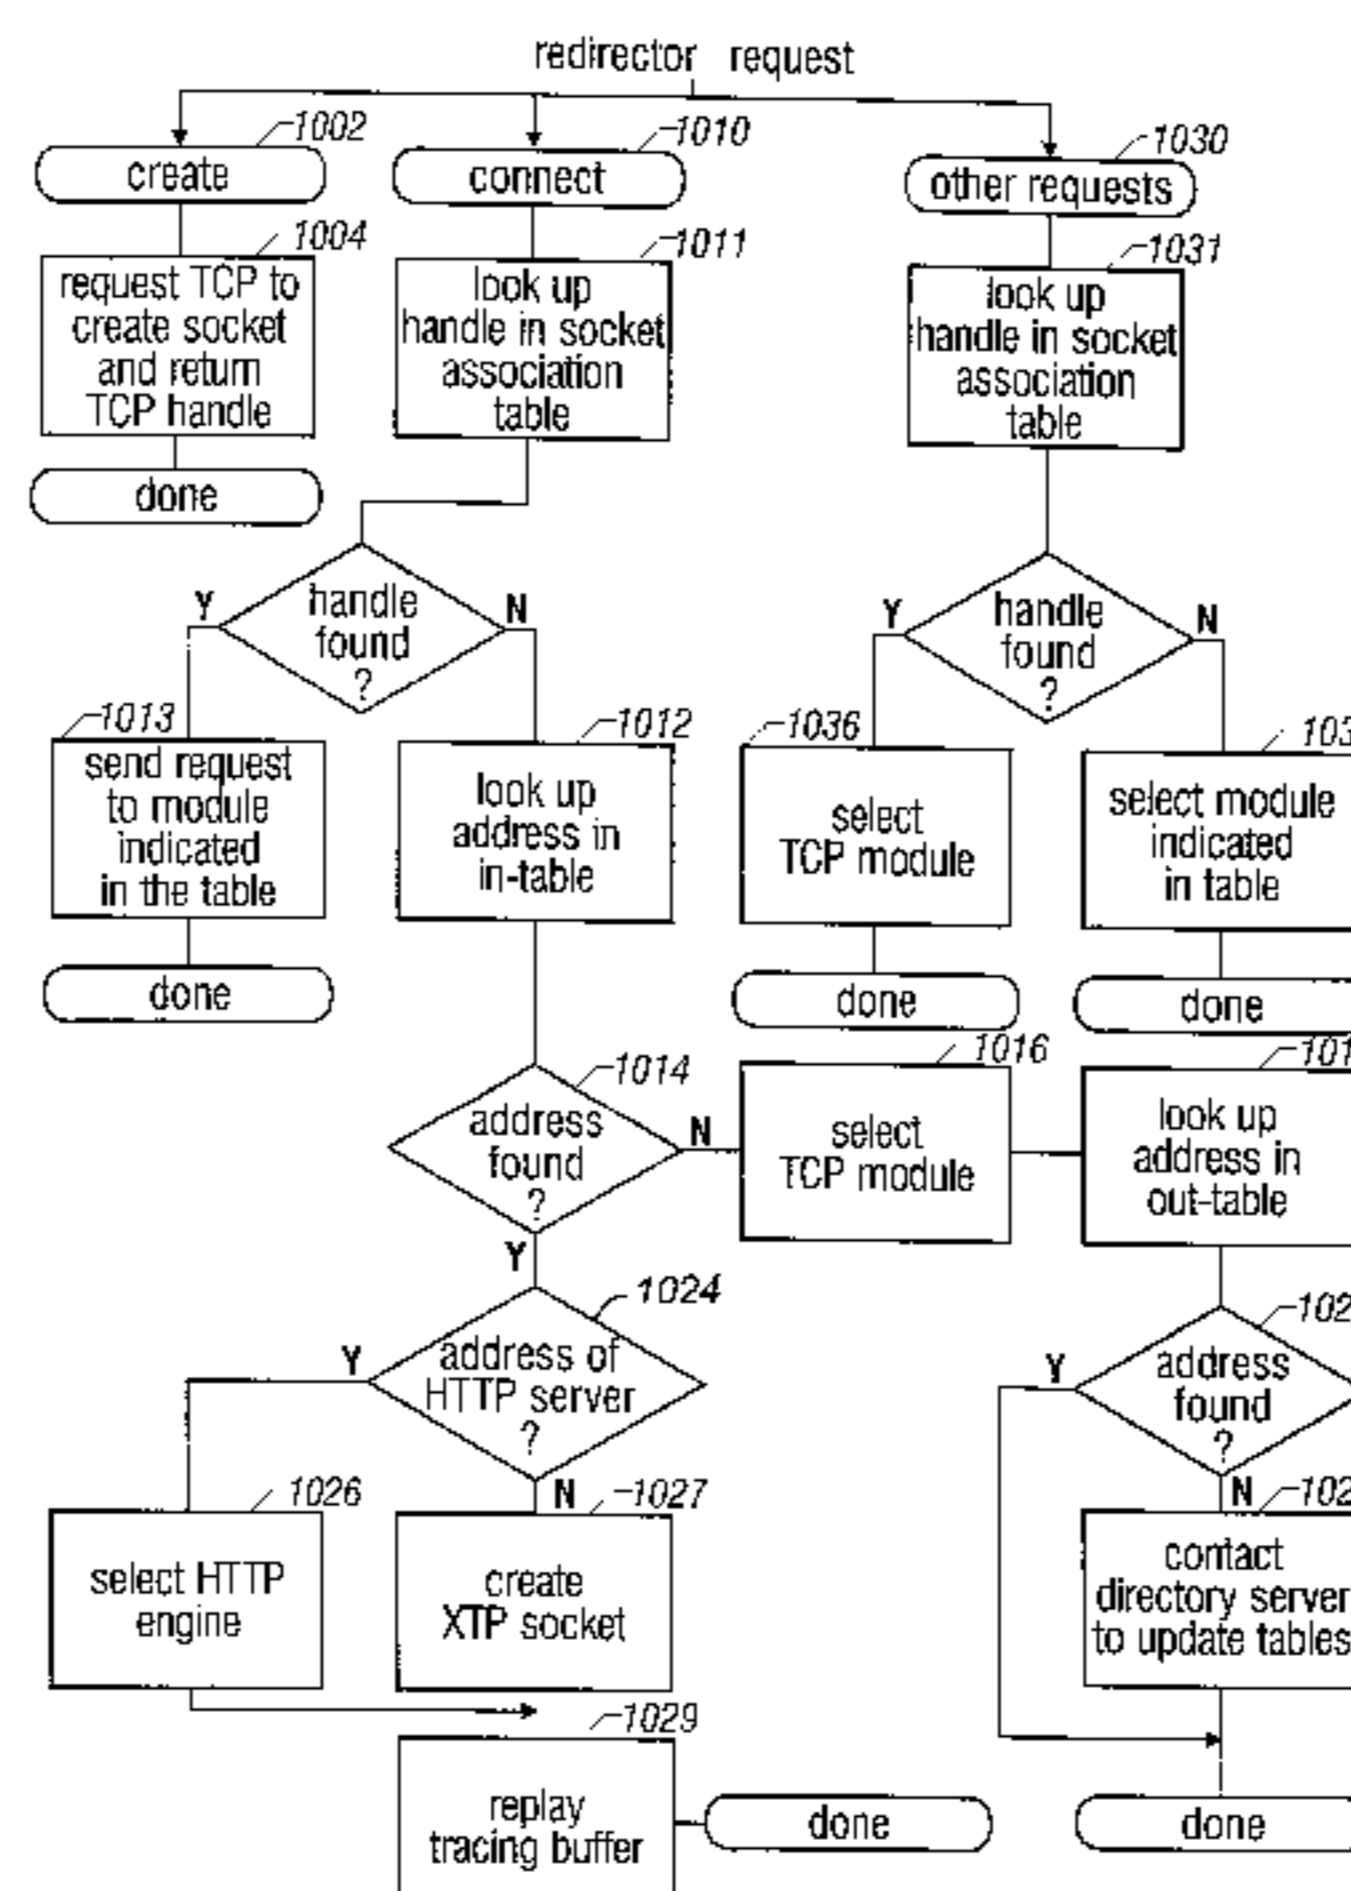 redirector request
1002
create
1004
request TCP to
create socket
and return
TCP handle
done
1010
connect
1011
look up
handle in socket
association
table
handle
found
?
Y
N
1013
send request
to module
indicated
in the table
done
1012
look up
address in
in-table
1014
address
found
?
N
Y
1016
select
TCP module
look up
address in
out-table
1024
address of
HTTP server
?
Y
N
1026
select HTTP
engine
1027
create
XTP socket
1029
replay
tracing buffer
done
1030
other requests
1031
look up
handle in socket
association
table
handle
found
?
Y
N
1036
select
TCP module
done
select module
indicated
in table
done
address
found
?
Y
N
contact
directory server
to update tables
done